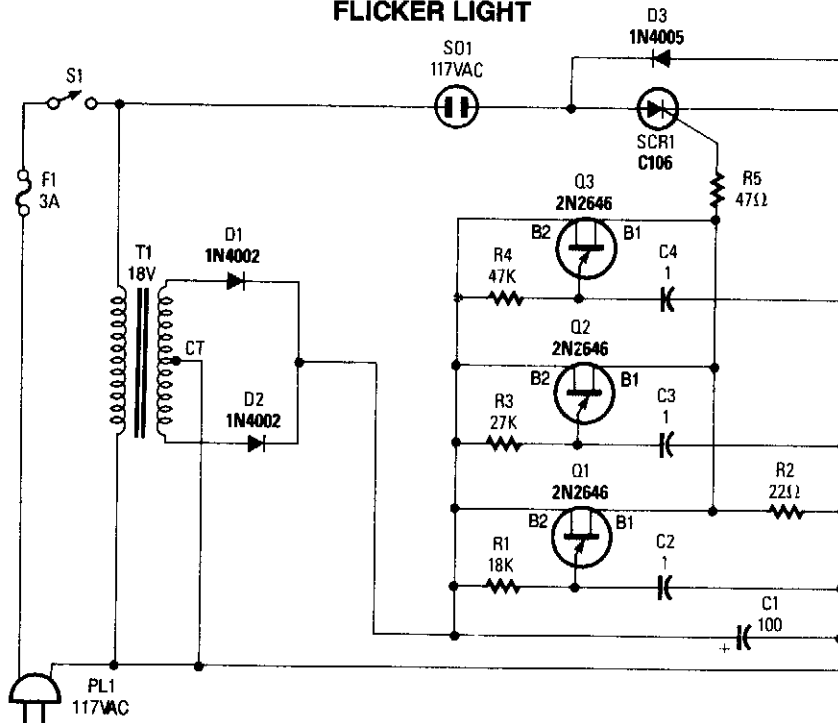 FLICKER LIGHT
D3
1N4005
SO1
117VAC
S1
SCR1
C106
F1
3A
R5
47Ω
Q3
2N2646
B2
B1
R4
47K
C4
1
D1
1N4002
T1
18V
CT
Q2
2N2646
B2
B1
R3
27K
C3
1
D2
1N4002
Q1
2N2646
B2
B1
R2
22Ω
R1
18K
C2
1
C1
100
+
PL1
117VAC